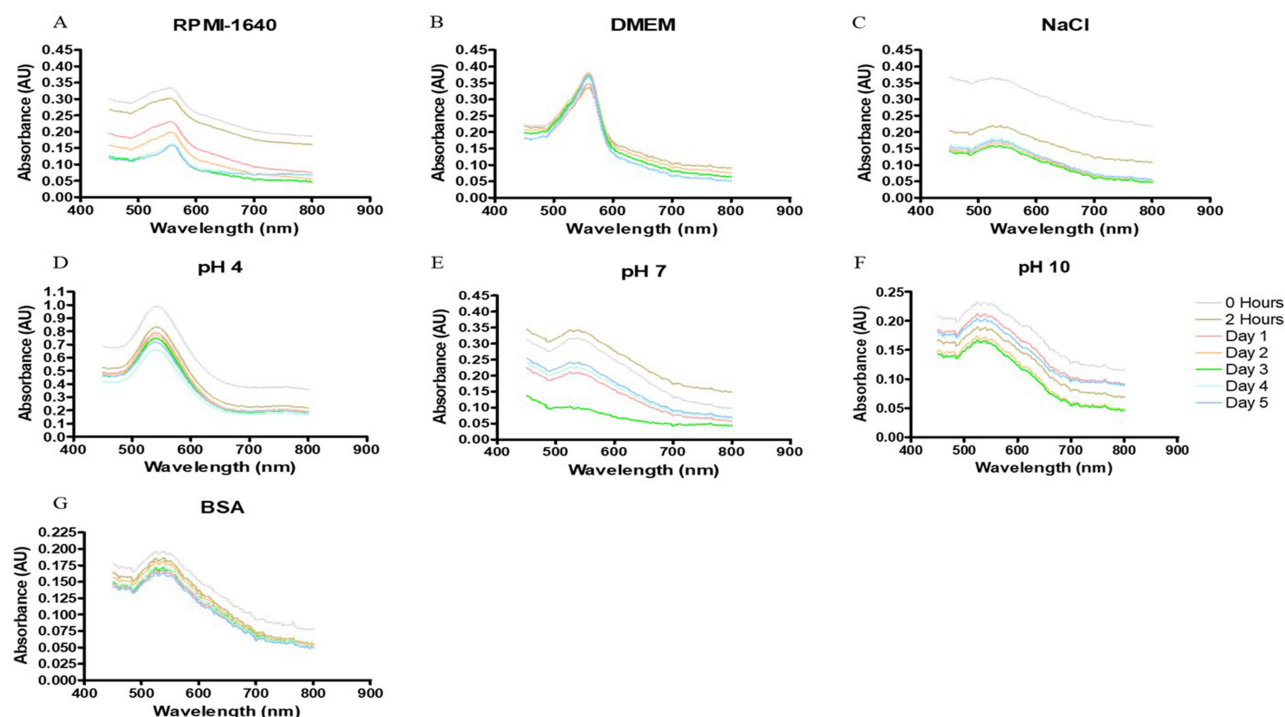 A
RPMI-1640
Absorbance (AU)
0.45
0.40
0.35
0.30
0.25
0.20
0.15
0.10
0.05
0.00
400 500 600 700 800 900
Wavelength (nm)
B
DMEM
Absorbance (AU)
0.45
0.40
0.35
0.30
0.25
0.20
0.15
0.10
0.05
0.00
400 500 600 700 800 900
Wavelength (nm)
C
NaCl
Absorbance (AU)
0.45
0.40
0.35
0.30
0.25
0.20
0.15
0.10
0.05
0.00
400 500 600 700 800 900
Wavelength (nm)
D
pH 4
Absorbance (AU)
1.1
1.0
0.9
0.8
0.7
0.6
0.5
0.4
0.3
0.2
0.1
0.0
400 500 600 700 800 900
Wavelength (nm)
E
pH 7
Absorbance (AU)
0.45
0.40
0.35
0.30
0.25
0.20
0.15
0.10
0.05
0.00
400 500 600 700 800 900
Wavelength (nm)
F
pH 10
Absorbance (AU)
0.25
0.20
0.15
0.10
0.05
0.00
400 500 600 700 800 900
Wavelength (nm)
0 Hours
2 Hours
Day 1
Day 2
Day 3
Day 4
Day 5
G
BSA
Absorbance (AU)
0.225
0.200
0.175
0.150
0.125
0.100
0.075
0.050
0.025
0.000
400 500 600 700 800 900
Wavelength (nm)